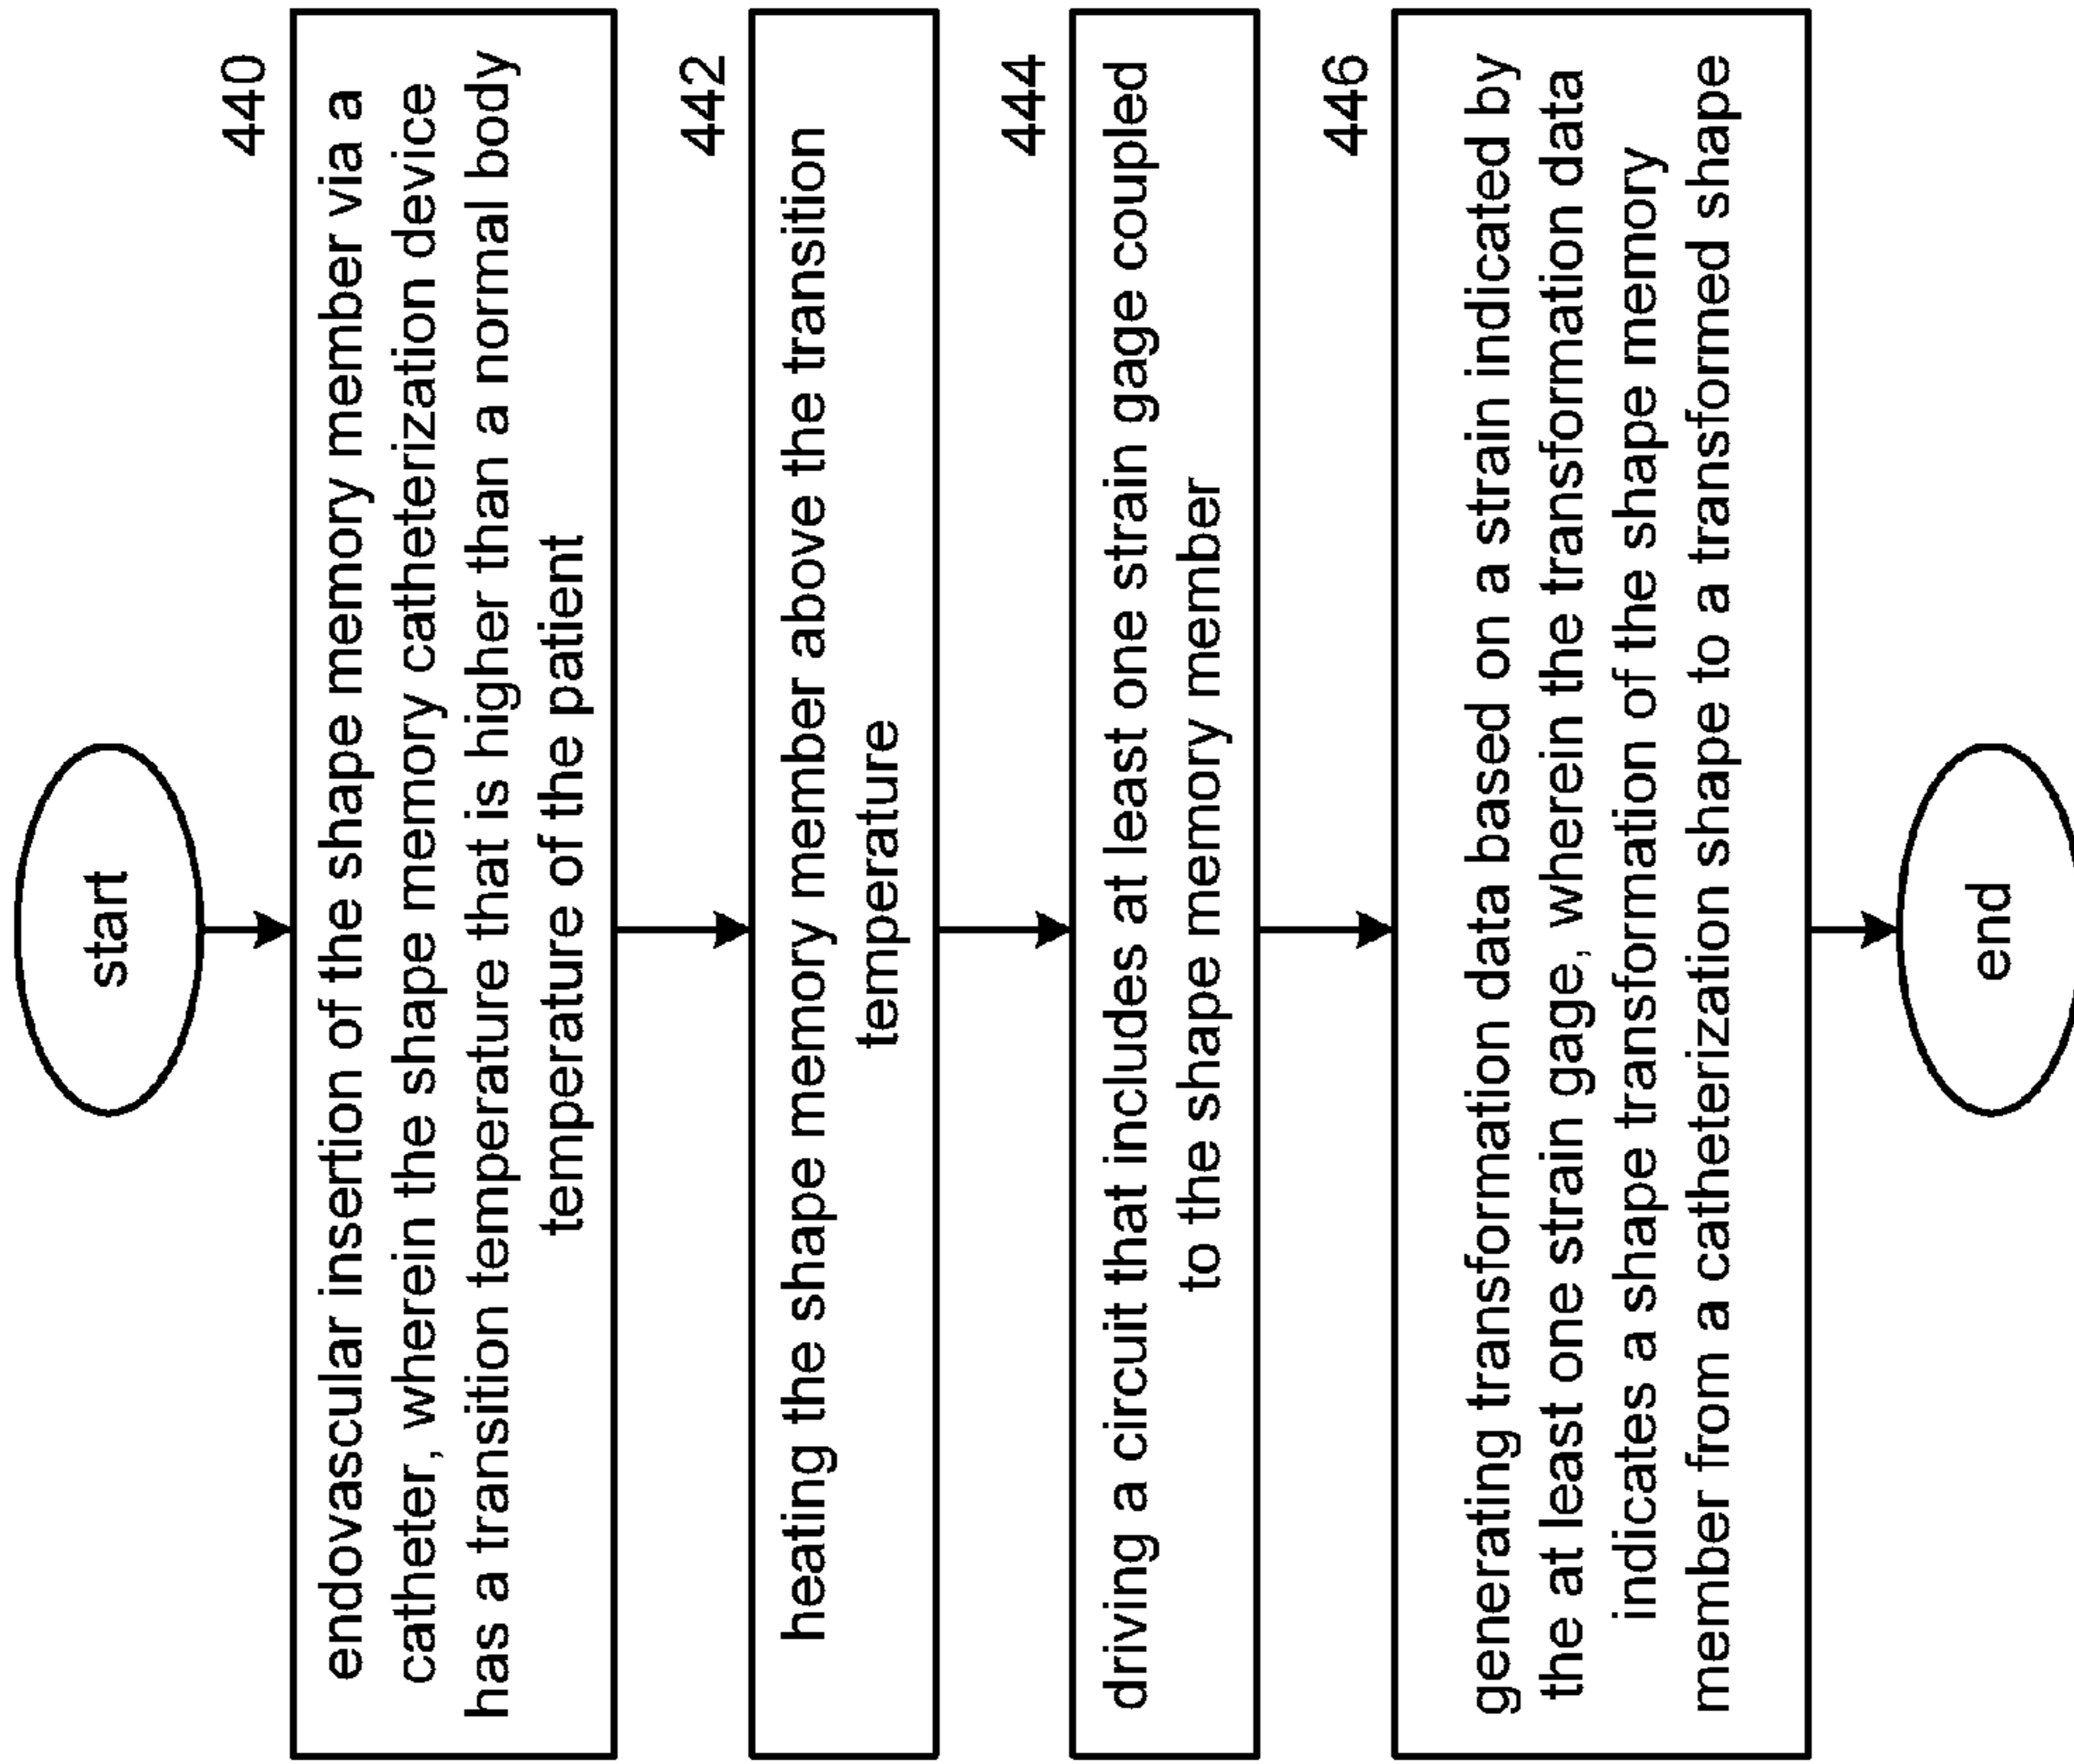 start
440
endovascular insertion of the shape memory member via a
catheter, wherein the shape memory catheterization device
has a transition temperature that is higher than a normal body
temperature of the patient
442
heating the shape memory member above the transition
temperature
444
driving a circuit that includes at least one strain gage coupled
to the shape memory member
446
generating transformation data based on a strain indicated by
the at least one strain gage, wherein the transformation data
indicates a shape transformation of the shape memory
member from a catheterization shape to a transformed shape
end